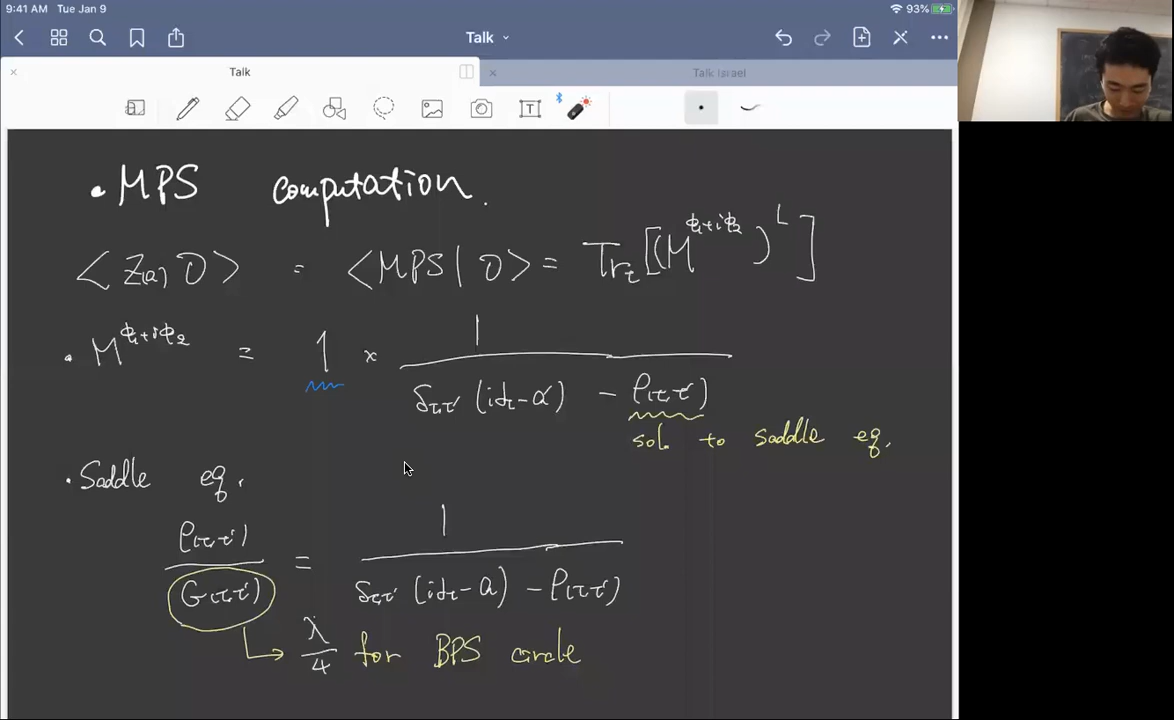 9:41 AM Tue Jan 9
93%
Talk
Talk
Talk Israel
• MPS computation.
<Z(a) O> = <MPS | O> = Tr_τ [(M^{Φ₁+iΦ₂})^L]
• M^{Φ₁+iΦ₂} = 1 × 1 / (δ_{ττ'} (i∂_τ - a) - ρ(τ,τ'))
sol. to saddle eq.
• Saddle eq.
ρ(τ,τ') / G(τ,τ') = 1 / (δ_{ττ'} (i∂_τ - a) - ρ(τ,τ'))
↳ λ/4 for BPS circle